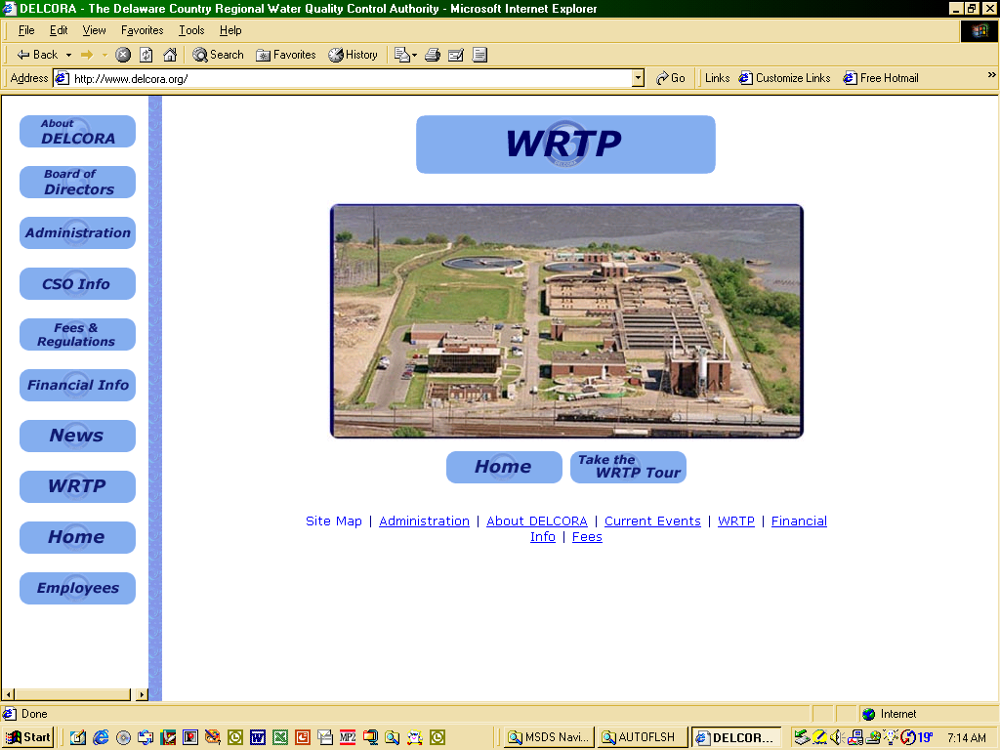 DELCORA - The Delaware Country Regional Water Quality Control Authority - Microsoft Internet Explorer
File Edit View Favorites Tools Help
Back Search Favorites History
Address http://www.delcora.org/ Go Links Customize Links Free Hotmail »
About
DELCORA
Board of
Directors
Administration
CSO Info
Fees &
Regulations
Financial Info
News
WRTP
Home
Employees
WRTP
Home
Take the
WRTP Tour
Site Map | Administration | About DELCORA | Current Events | WRTP | Financial
Info | Fees
Done Internet
Start MP2 MSDS Navi... AUTOFLSH DELCOR... 19° 7:14 AM